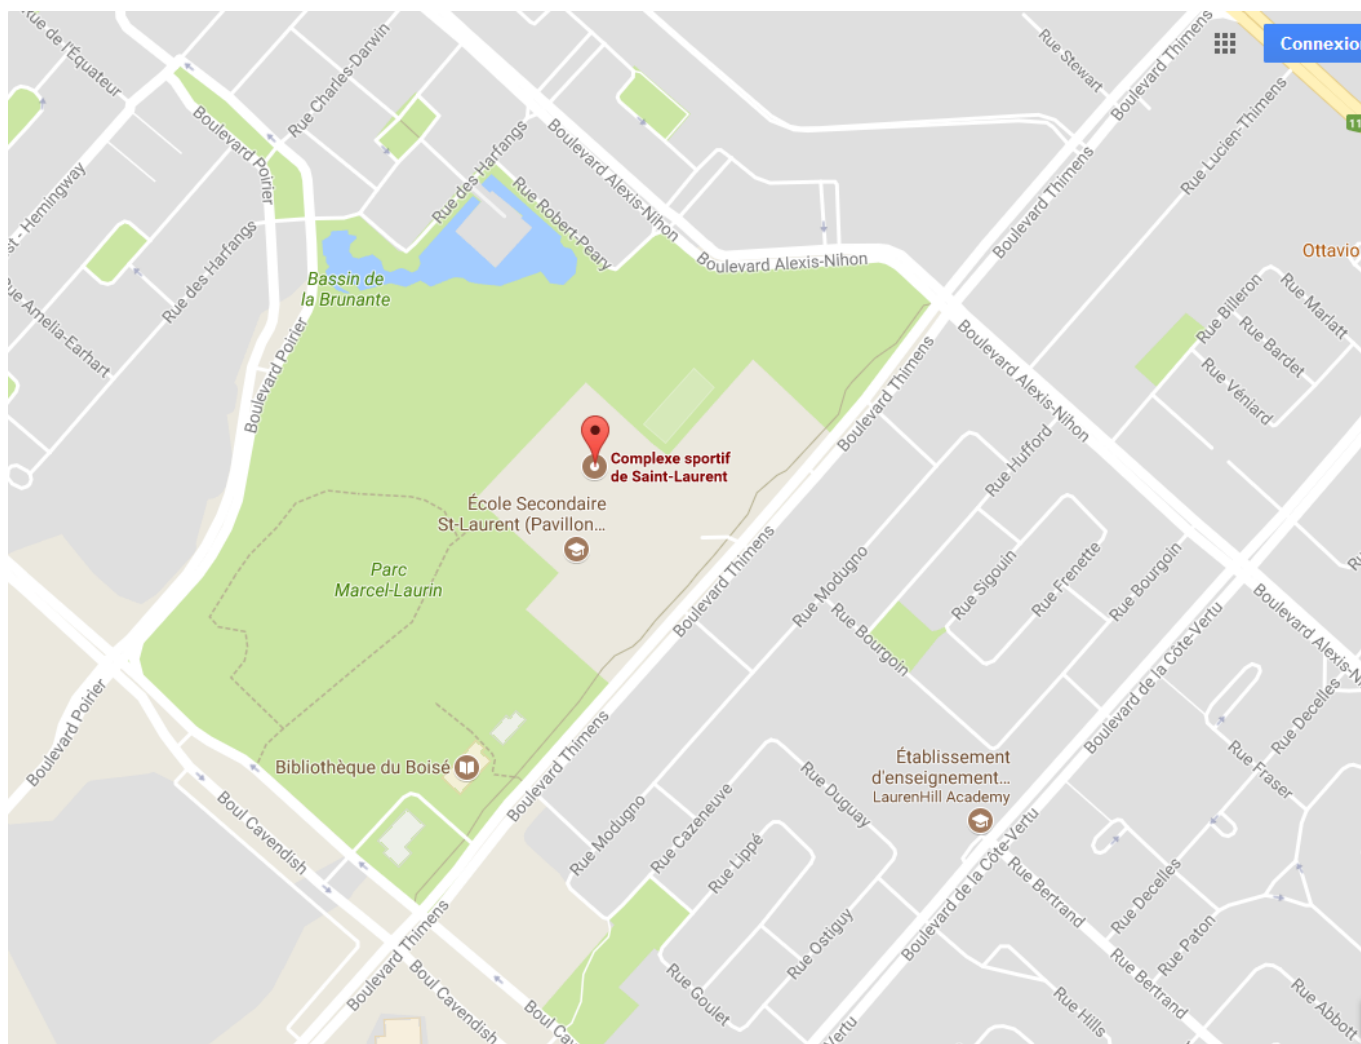 Rue de l'Équateur
Rue Charles-Darwin
Boulevard Poirier
Rue des Harfangs
Boulevard Alexis-Nihon
Rue Stewart
Boulevard Thimens
Connexion
11
Rue Lucien-Thimens
Boulevard Thimens
st - Hemingway
Rue des Harfangs
Rue Robert-Peary
Boulevard Alexis-Nihon
Ottavio
Bassin de
la Brunante
Rue Amelia-Earhart
Boulevard Poirier
Boulevard Thimens
Boulevard Alexis-Nihon
Rue Billeron
Rue Marlatt
Rue Bardet
Rue Véniard
Complexe sportif
de Saint-Laurent
Rue Hufford
École Secondaire
St-Laurent (Pavillon...
Parc
Marcel-Laurin
Boulevard Thimens
Rue Modugno
Rue Bourgoin
Rue Sigouin
Rue Frenette
Rue Bourgoin
Boulevard de la Côte-Vertu
Boulevard Alexis-Ni
Boulevard Poirier
Bibliothèque du Boisé
Boulevard Thimens
Établissement
d'enseignement...
LaurenHill Academy
Rue Decelles
Rue Fraser
Boul Cavendish
Rue Modugno
Rue Cazeneuve
Rue Duguay
Rue Lippé
Rue Ostiguy
Boulevard de la Côte-Vertu
Rue Bertrand
Rue Decelles
Rue Paton
Boulevard Thimens
Boul Cavendish
Boul Ca
Rue Goulet
Vertu
Rue Hills
Rue Bertrand
Rue Abbott